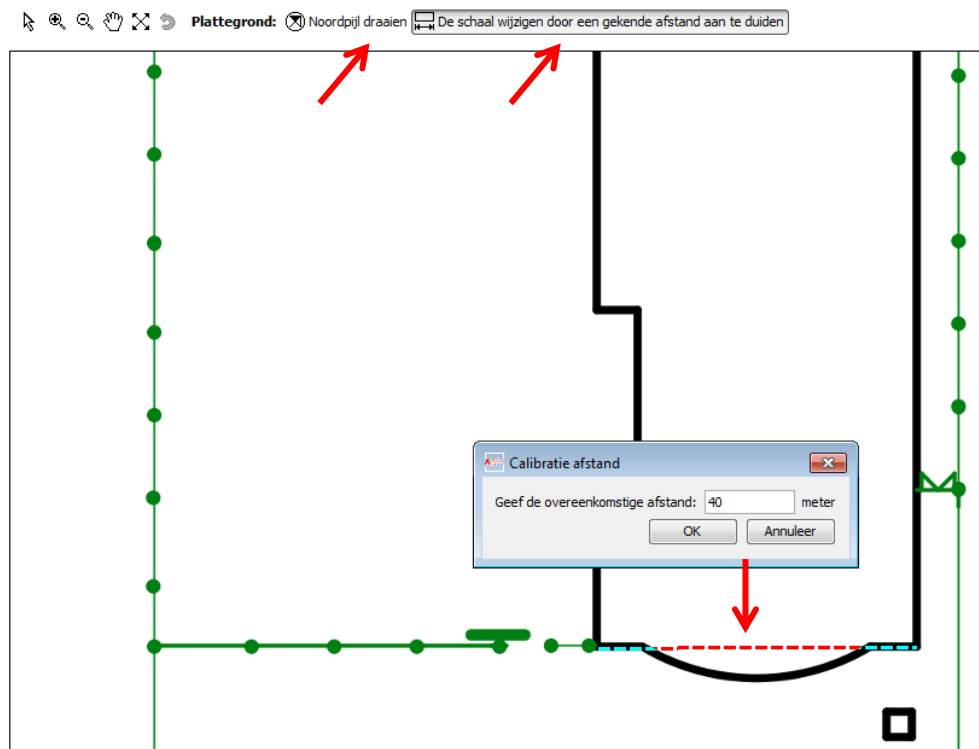 Plattegrond: Noordpijl draaien De schaal wijzigen door een gekende afstand aan te duiden
Calibratie afstand
Geef de overeenkomstige afstand: 40 meter
OK Annuleer